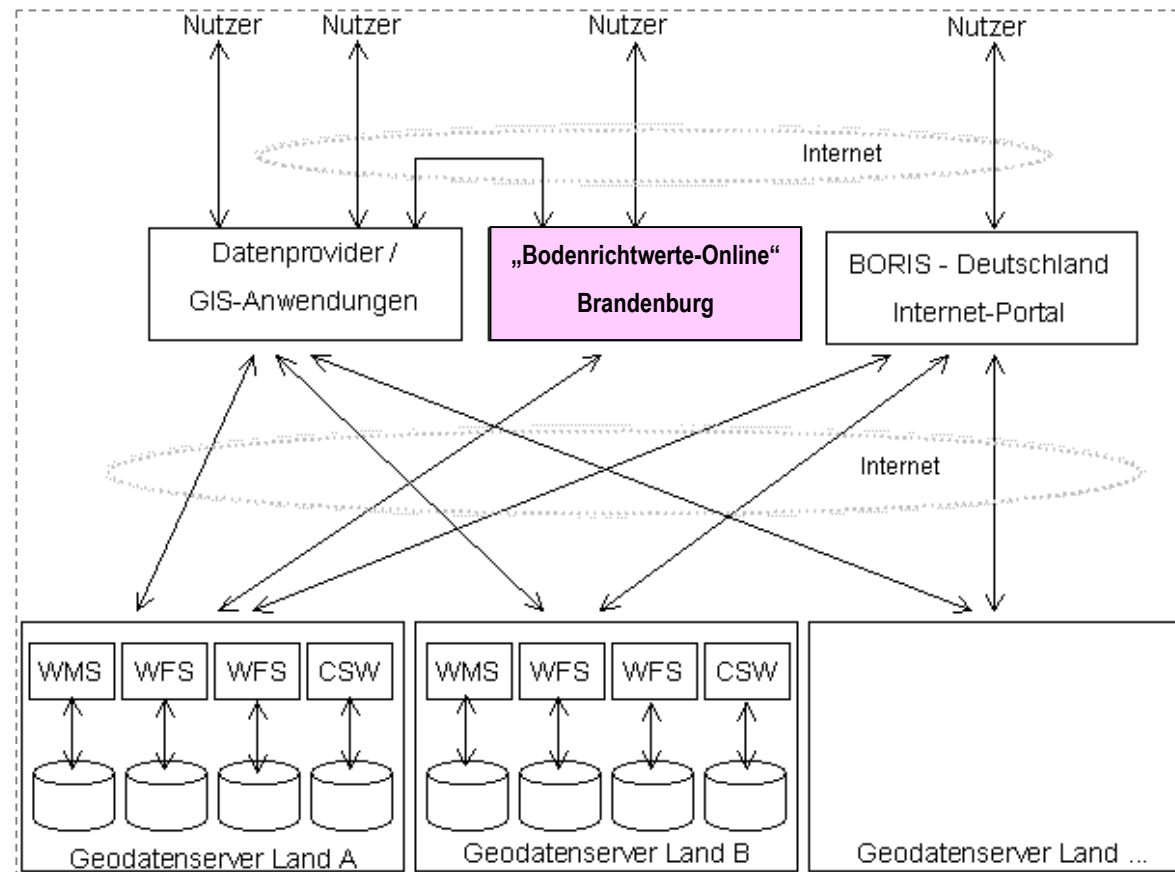 Nutzer Nutzer Nutzer Nutzer
Internet
Datenprovider /
GIS-Anwendungen
„Bodenrichtwerte-Online“
Brandenburg
BORIS - Deutschland
Internet-Portal
Internet
WMS WFS WFS CSW
Geodatenserver Land A
WMS WFS WFS CSW
Geodatenserver Land B
Geodatenserver Land ...